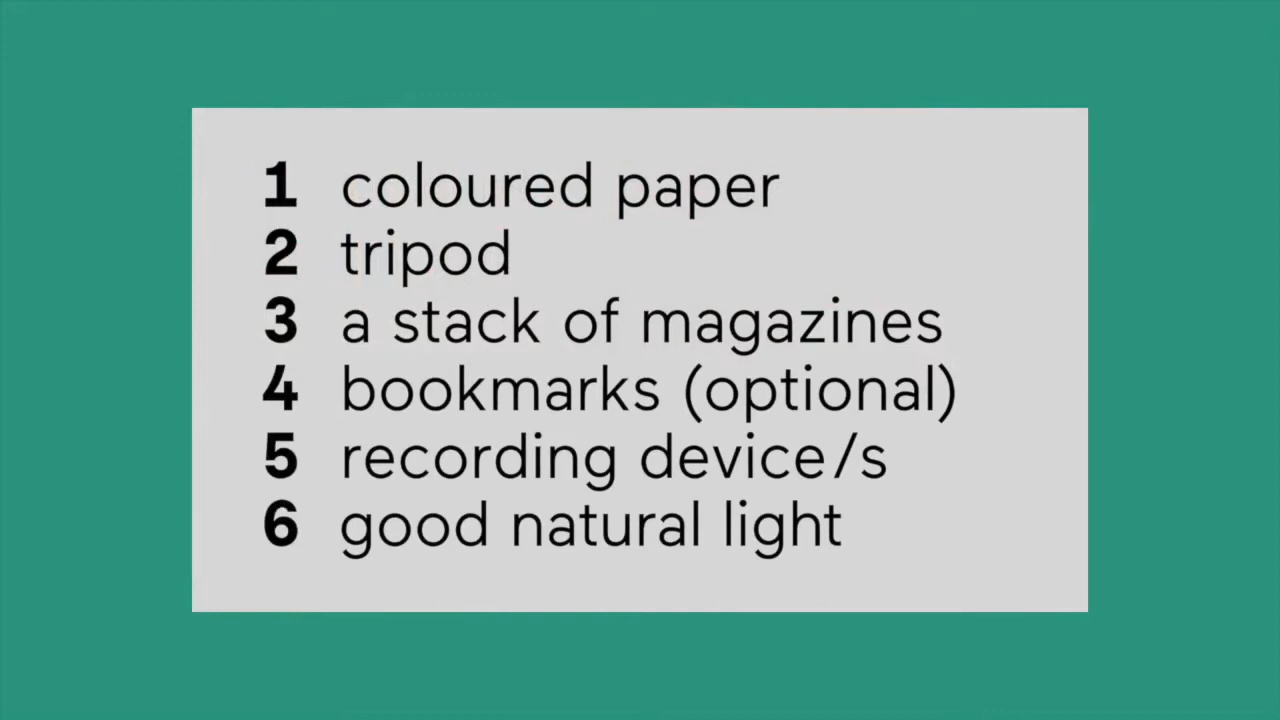 1 coloured paper
2 tripod
3 a stack of magazines
4 bookmarks (optional)
5 recording device/s
6 good natural light